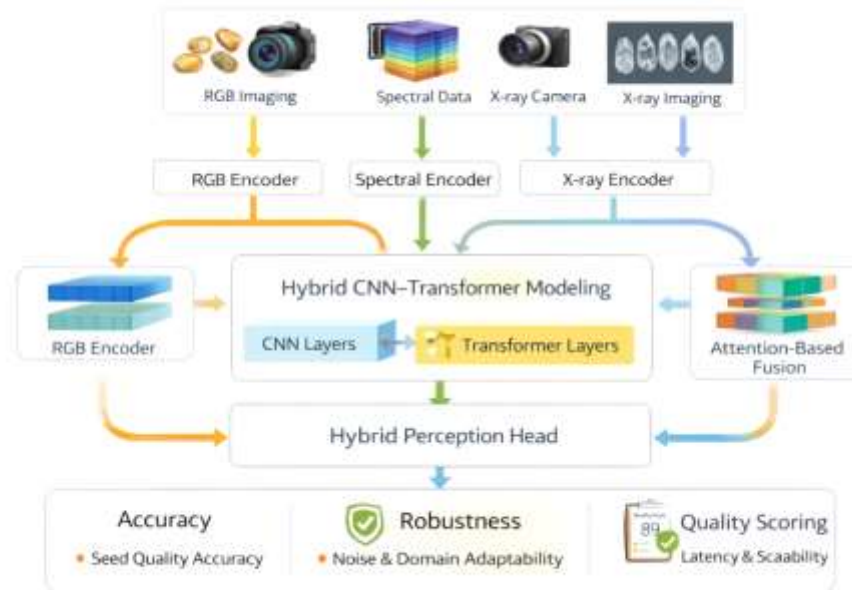 RGB Imaging
Spectral Data
X-ray Camera
X-ray Imaging
RGB Encoder
Spectral Encoder
X-ray Encoder
Hybrid CNN–Transformer Modeling
CNN Layers
Transformer Layers
RGB Encoder
Attention-Based
Fusion
Hybrid Perception Head
Accuracy
• Seed Quality Accuracy
Robustness
• Noise & Domain Adaptability
89
Quality Scoring
Latency & Scaability